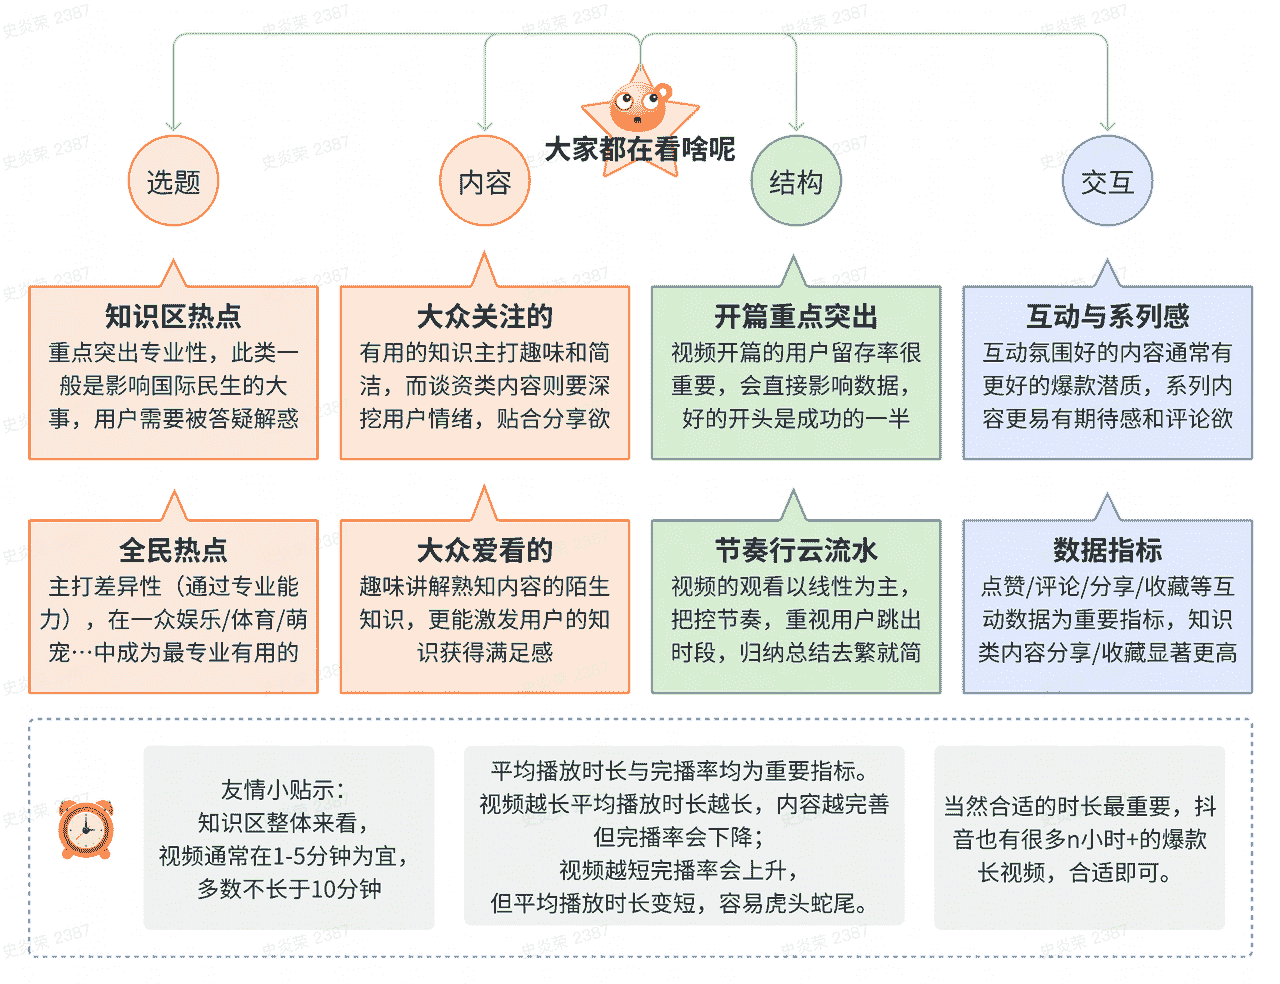 大家都在看啥呢
选题
内容
结构
交互
知识区热点
重点突出专业性，此类一
般是影响国际民生的大
事，用户需要被答疑解惑
大众关注的
有用的知识主打趣味和简
洁，而谈资类内容则要深
挖用户情绪，贴合分享欲
开篇重点突出
视频开篇的用户留存率很
重要，会直接影响数据，
好的开头是成功的一半
互动与系列感
互动氛围好的内容通常有
更好的爆款潜质，系列内
容更易有期待感和评论欲
全民热点
主打差异性（通过专业能
力），在一众娱乐/体育/萌
宠…中成为最专业有用的
大众爱看的
趣味讲解熟知内容的陌生
知识，更能激发用户的知
识获得满足感
节奏行云流水
视频的观看以线性为主，
把控节奏，重视用户跳出
时段，归纳总结去繁就简
数据指标
点赞/评论/分享/收藏等互
动数据为重要指标，知识
类内容分享/收藏显著更高
友情小贴示：
知识区整体来看，
视频通常在1-5分钟为宜，
多数不长于10分钟
平均播放时长与完播率均为重要指标。
视频越长平均播放时长越长，内容越完善
但完播率会下降；
视频越短完播率会上升，
但平均播放时长变短，容易虎头蛇尾。
当然合适的时长最重要，抖
音也有很多n小时+的爆款
长视频，合适即可。
史炎荣 2387